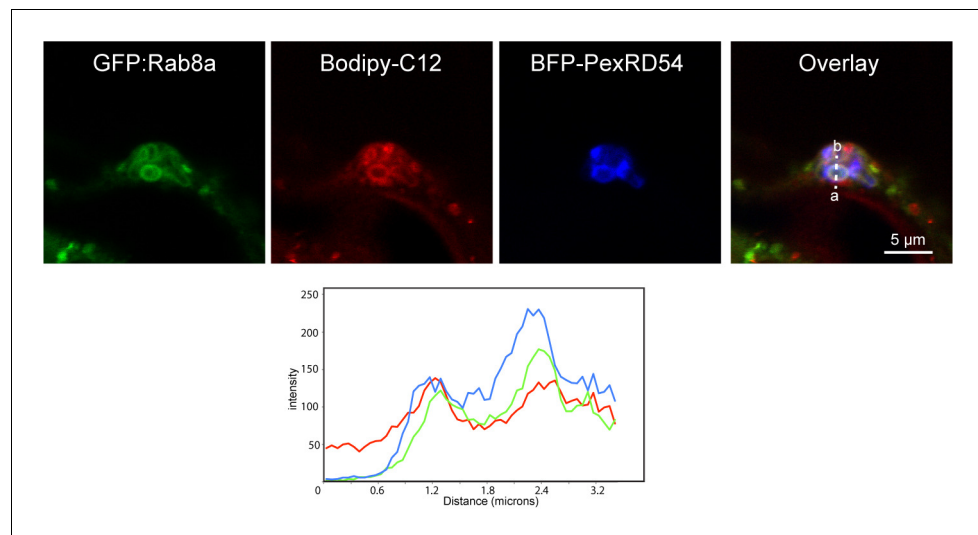 GFP:Rab8a
Bodipy-C12
BFP-PexRD54
Overlay
b
a
5 µm
250
200
150
100
50
0
intensity
0.6
1.2
1.8
2.4
3.2
Distance (microns)